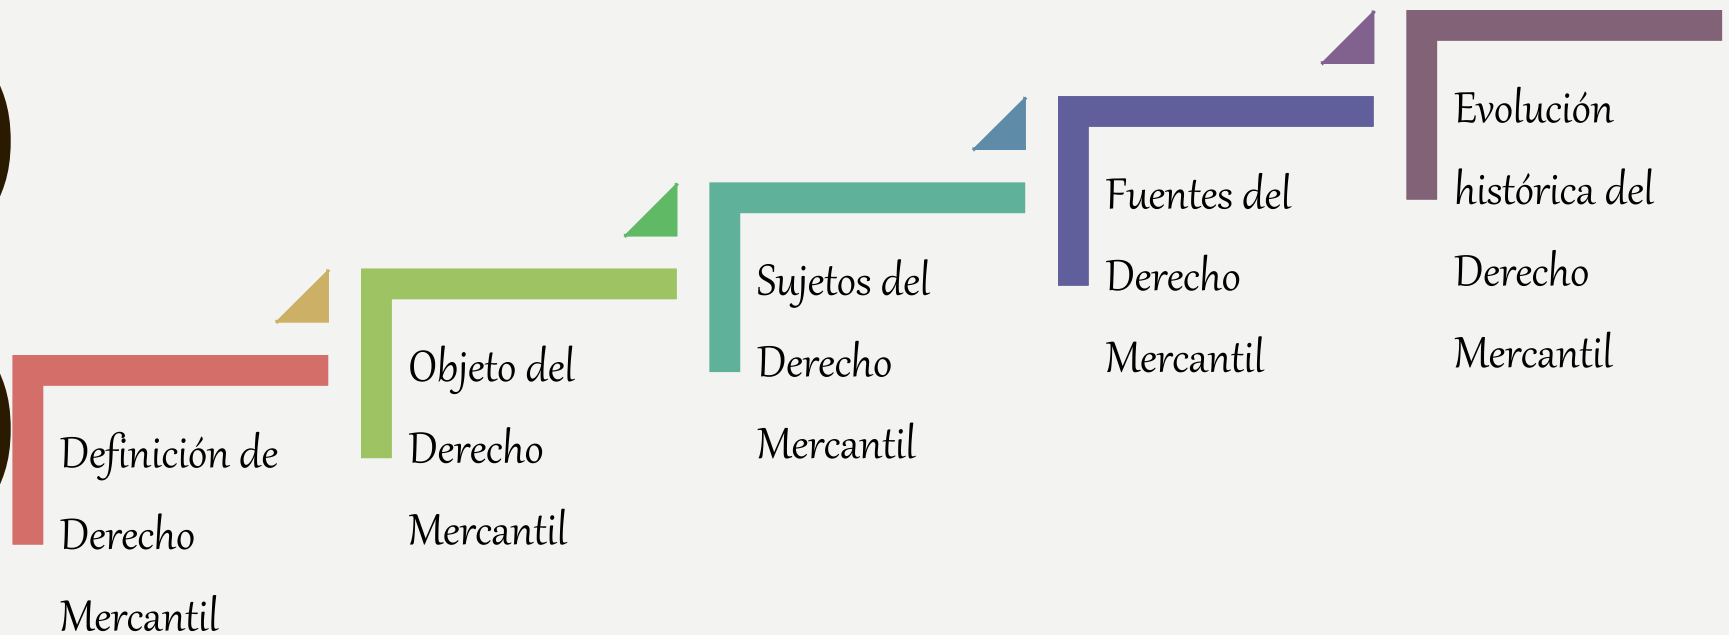 Definición de
Derecho
Mercantil
Objeto del
Derecho
Mercantil
Sujetos del
Derecho
Mercantil
Fuentes del
Derecho
Mercantil
Evolución
histórica del
Derecho
Mercantil